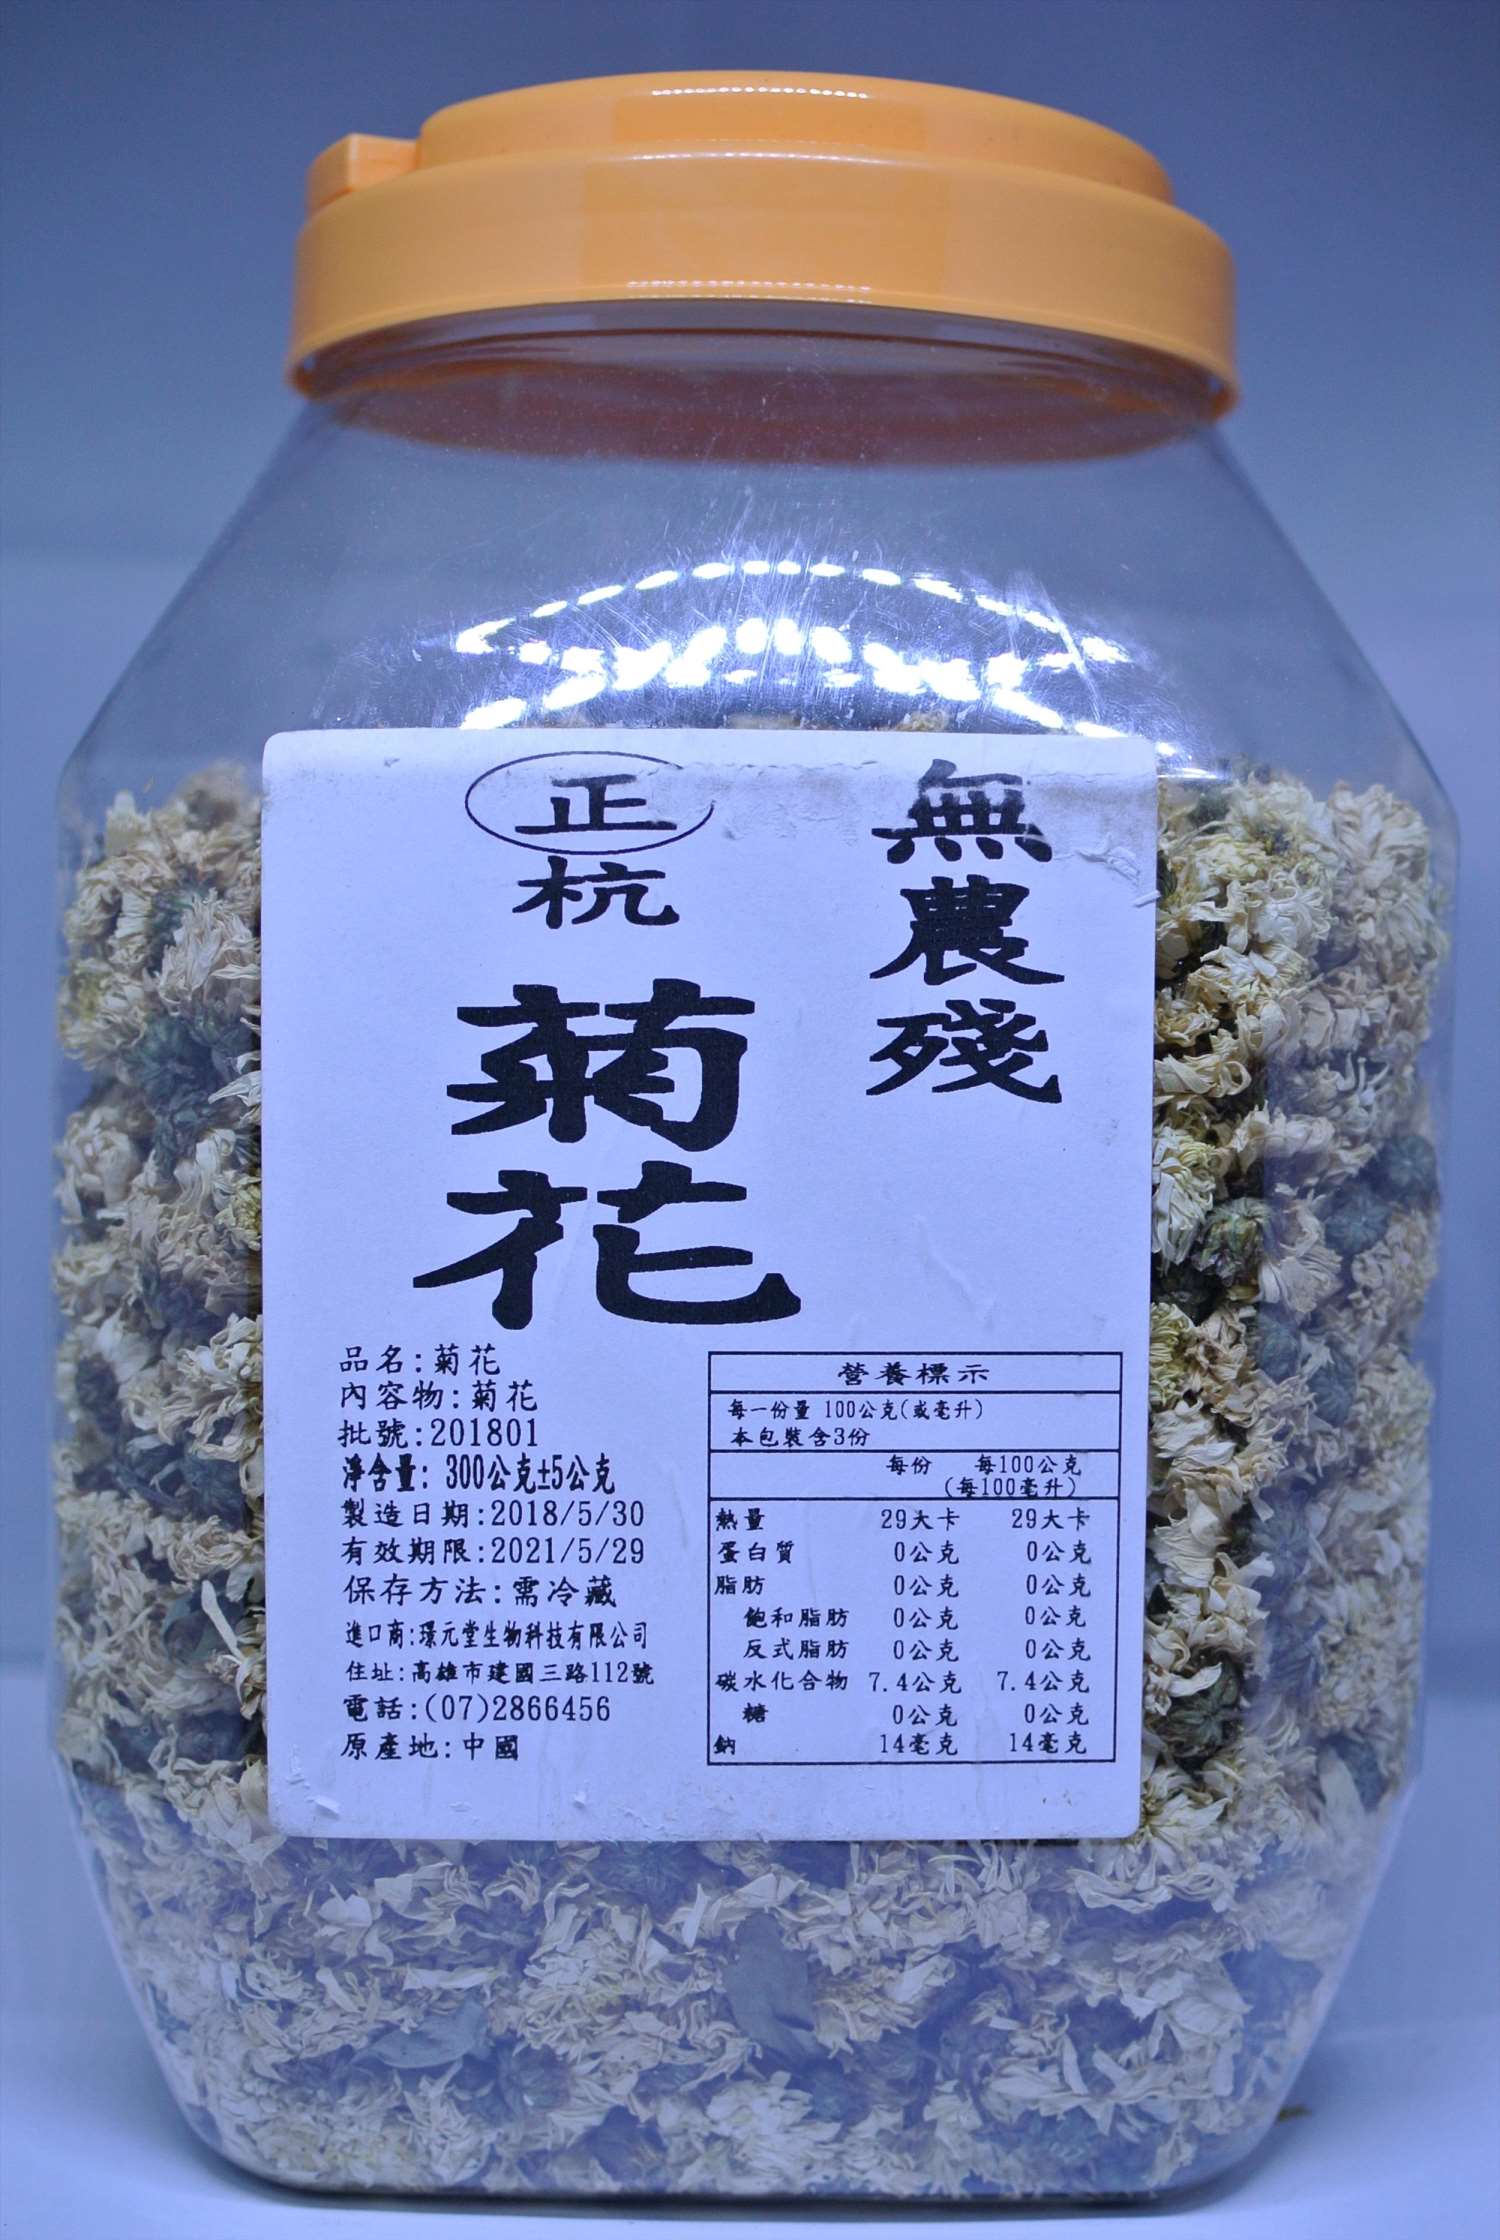 無農殘
正杭
菊花
品名:菊花
內容物:菊花
批號:201801
淨含量: 300公克±5公克
製造日期:2018/5/30
有效期限:2021/5/29
保存方法:需冷藏
進口商:璟元堂生物科技有限公司
住址:高雄市建國三路112號
電話:(07)2866456
原產地:中國
營養標示
每一份量 100公克(或毫升)
本包裝含3份
每份 每100公克
(每100毫升)
熱量 29大卡 29大卡
蛋白質 0公克 0公克
脂肪 0公克 0公克
飽和脂肪 0公克 0公克
反式脂肪 0公克 0公克
碳水化合物 7.4公克 7.4公克
糖 0公克 0公克
鈉 14毫克 14毫克